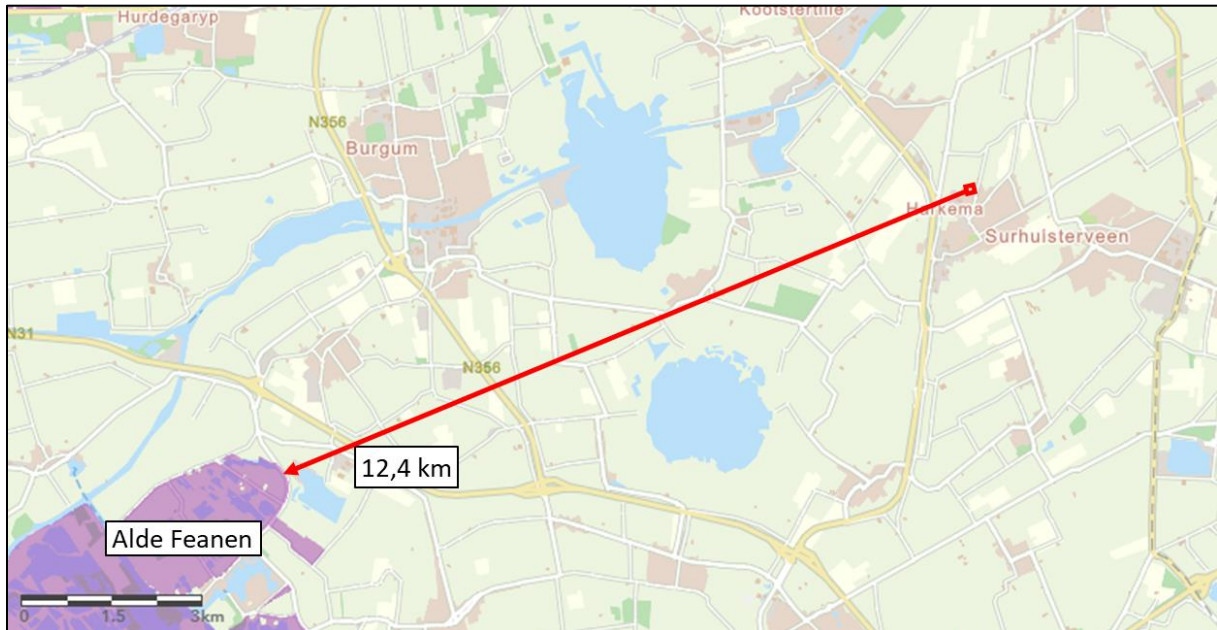 Hurdegaryp
Kootstertille
N356
Burgum
Harkema
Surhuisterveen
N31
N356
12,4 km
Alde Feanen
0 1.5 3km